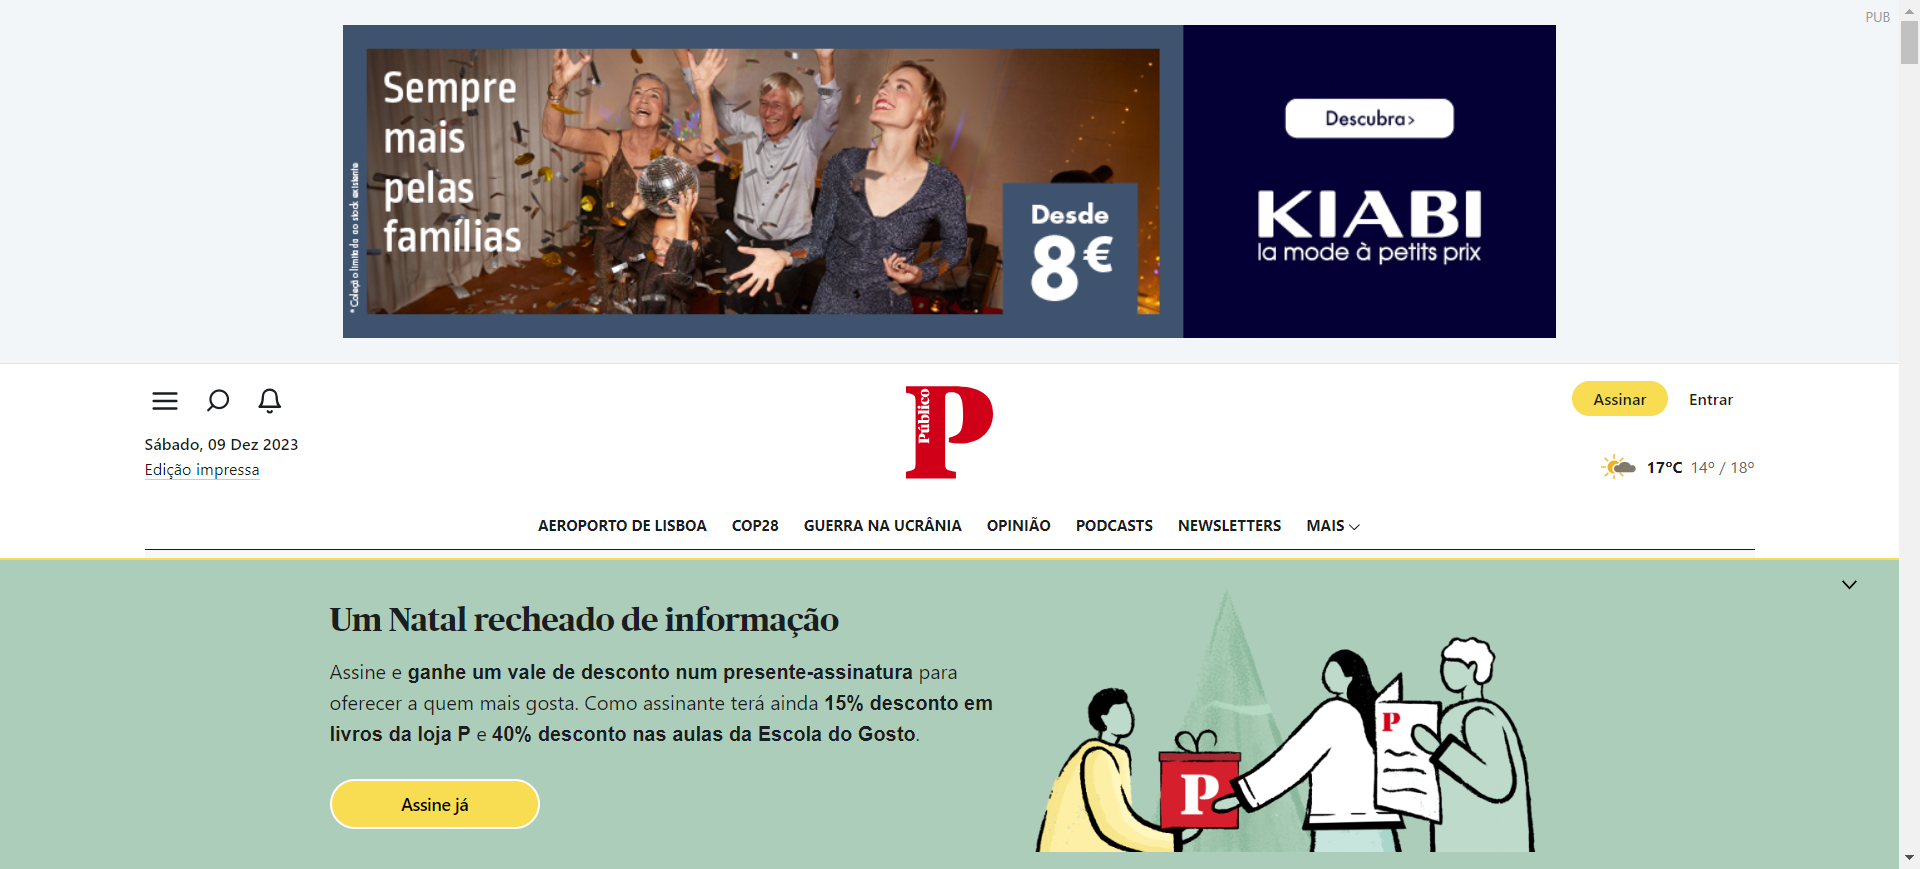 PUB
Sempre
mais
pelas
famílias
* Coleção limitada ao stock existente
Desde
8€
Descubra>
KIABI
la mode à petits prix
Assinar
Entrar
Público
P
Sábado, 09 Dez 2023
Edição impressa
17ºC 14º / 18º
AEROPORTO DE LISBOA COP28 GUERRA NA UCRÂNIA OPINIÃO PODCASTS NEWSLETTERS MAIS
Um Natal recheado de informação
Assine e ganhe um vale de desconto num presente-assinatura para
oferecer a quem mais gosta. Como assinante terá ainda 15% desconto em
livros da loja P e 40% desconto nas aulas da Escola do Gosto.
Assine já
P
P